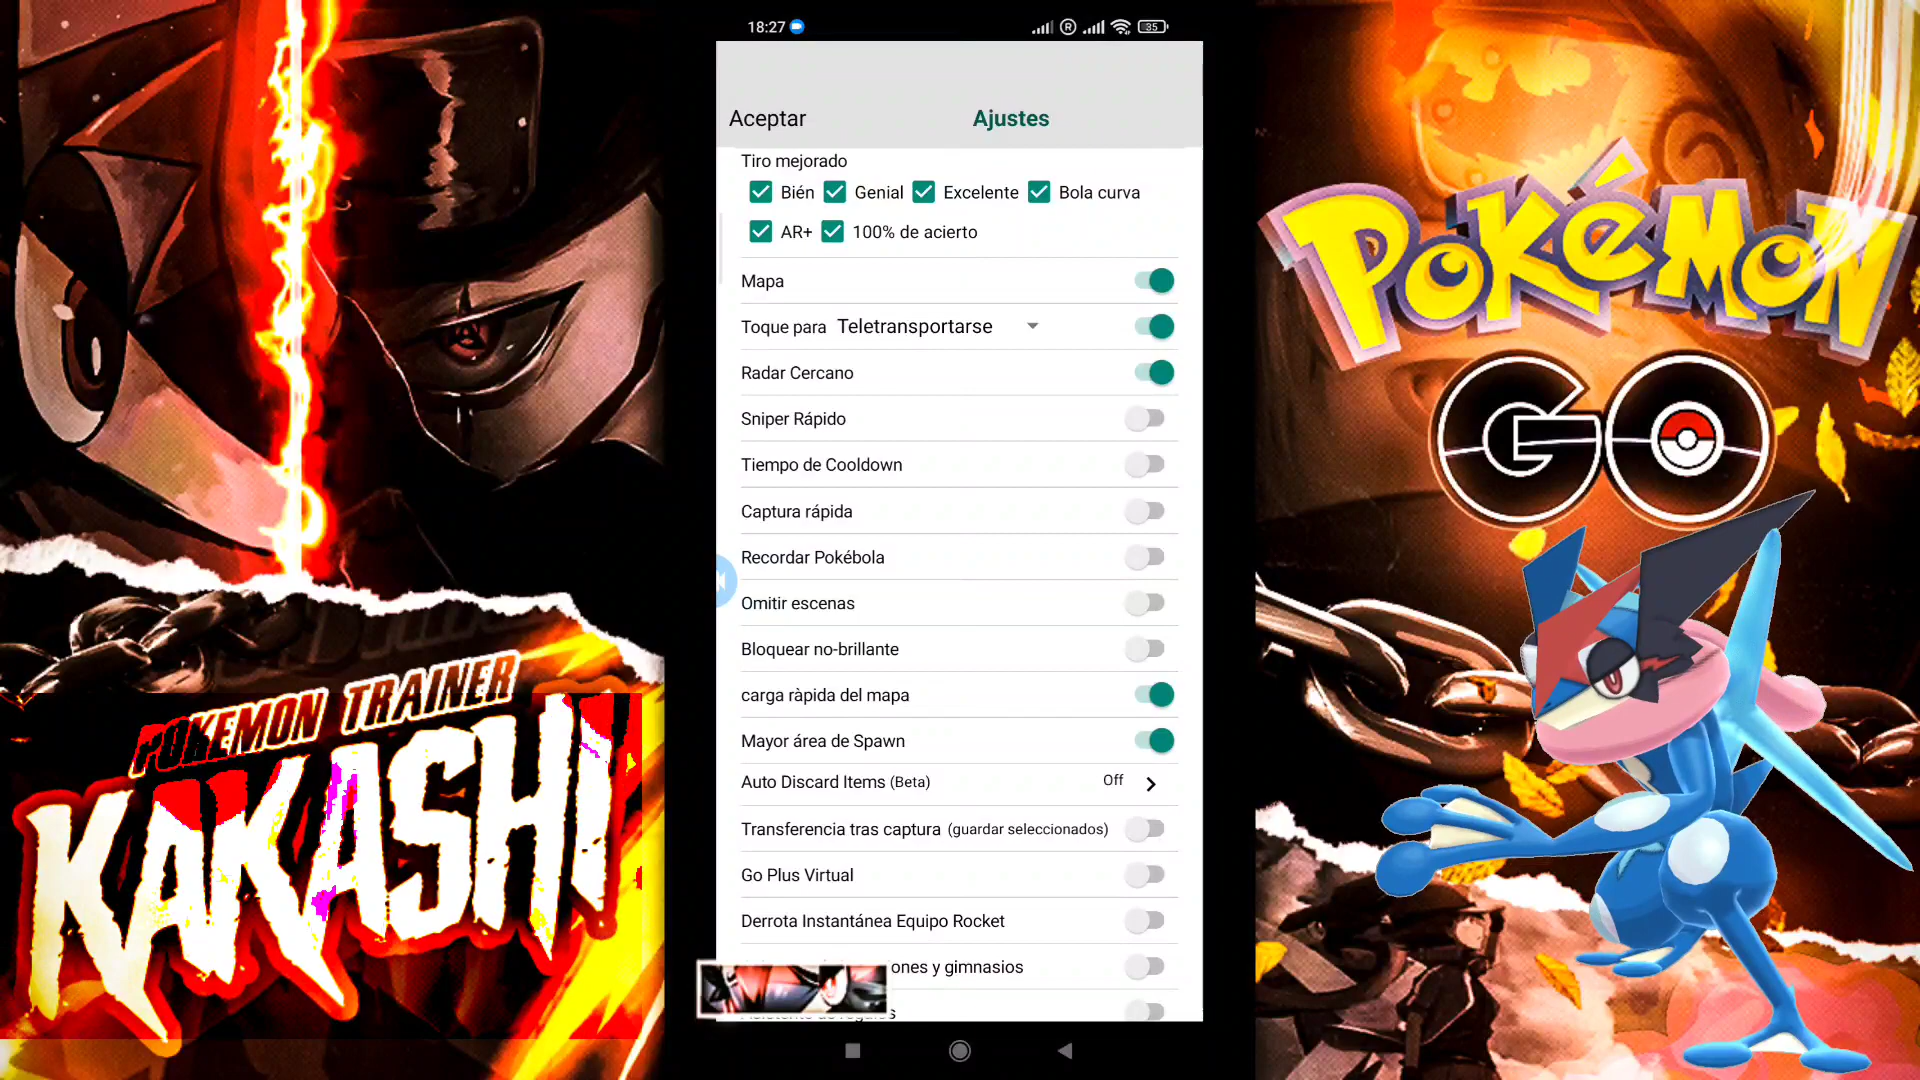 18:27
35
Aceptar
Ajustes
Tiro mejorado
Bién
Genial
Excelente
Bola curva
AR+
100% de acierto
Mapa
Toque para Teletransportarse
Radar Cercano
Sniper Rápido
Tiempo de Cooldown
Captura rápida
Recordar Pokébola
Omitir escenas
Bloquear no-brillante
carga ràpida del mapa
Mayor área de Spawn
Auto Discard Items (Beta) Off
Transferencia tras captura (guardar seleccionados)
Go Plus Virtual
Derrota Instantánea Equipo Rocket
y gimnasios
POKEMON TRAINER
KAKASHI
POKéMON
GO